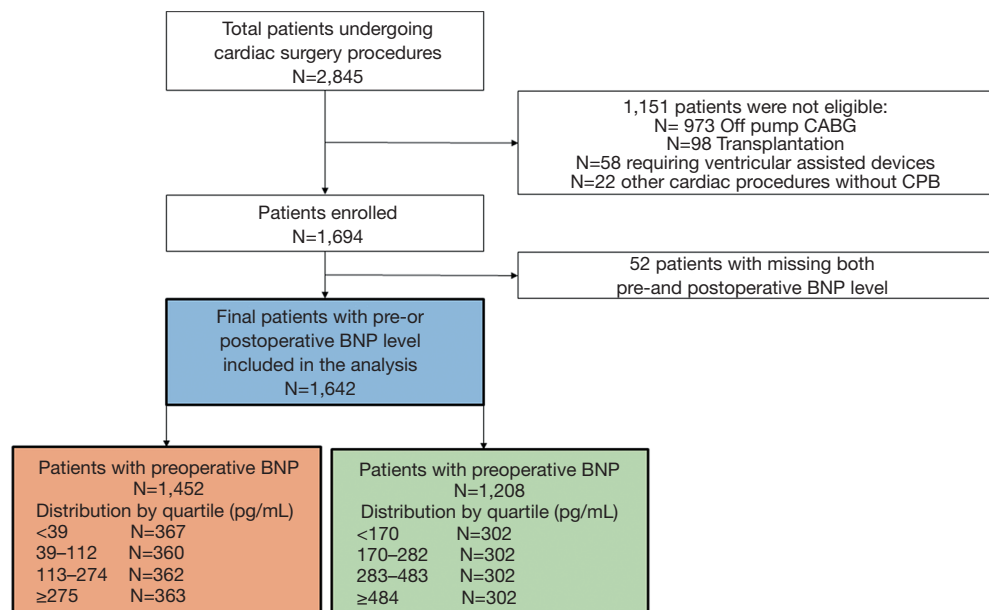 Total patients undergoing
cardiac surgery procedures
N=2,845
1,151 patients were not eligible:
N= 973 Off pump CABG
N=98 Transplantation
N=58 requiring ventricular assisted devices
N=22 other cardiac procedures without CPB
Patients enrolled
N=1,694
52 patients with missing both
pre-and postoperative BNP level
Final patients with pre-or
postoperative BNP level
included in the analysis
N=1,642
Patients with preoperative BNP
N=1,452
Distribution by quartile (pg/mL)
<39 N=367
39–112 N=360
113–274 N=362
≥275 N=363
Patients with preoperative BNP
N=1,208
Distribution by quartile (pg/mL)
<170 N=302
170–282 N=302
283–483 N=302
≥484 N=302